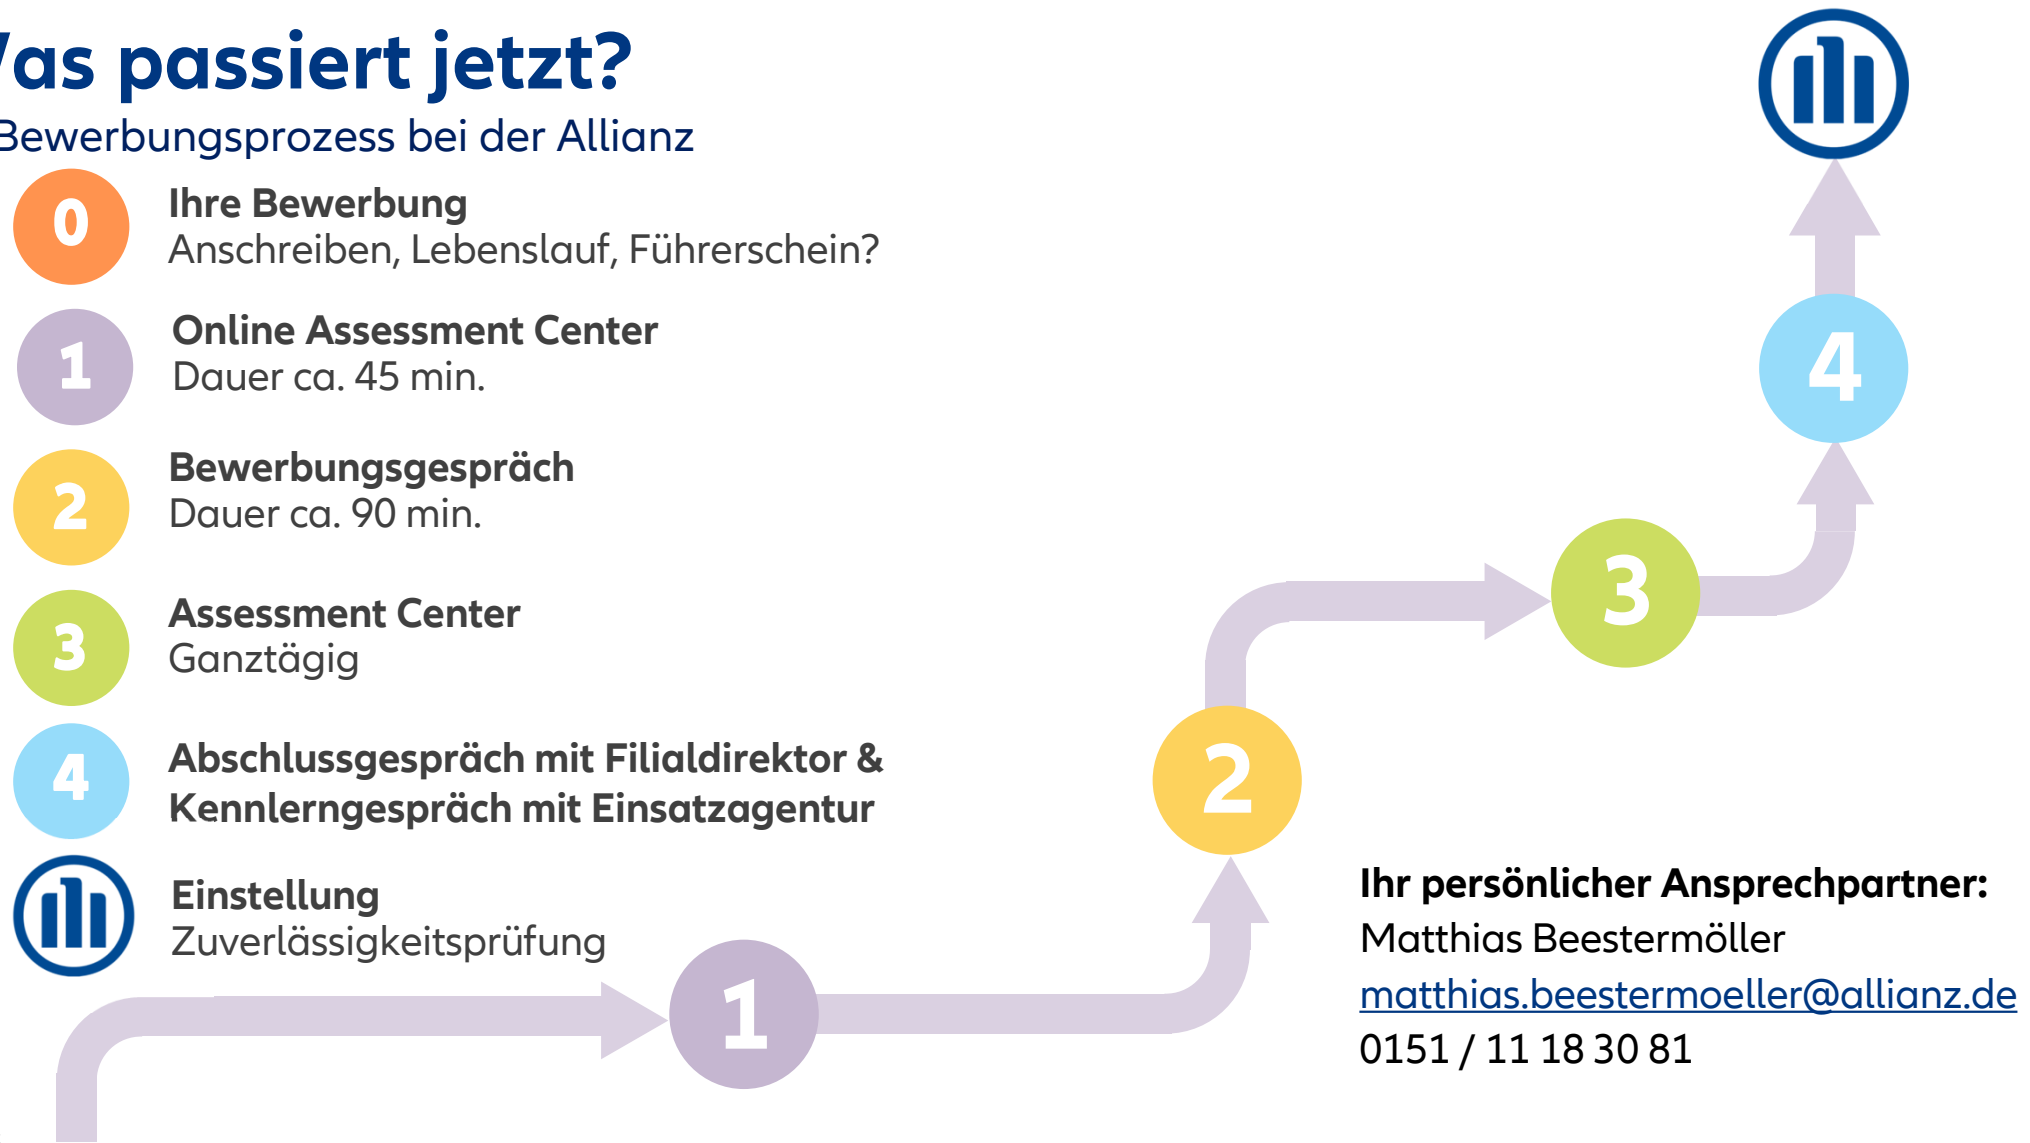 Was passiert jetzt?
Bewerbungsprozess bei der Allianz
0
Ihre Bewerbung
Anschreiben, Lebenslauf, Führerschein?
1
Online Assessment Center
Dauer ca. 45 min.
2
Bewerbungsgespräch
Dauer ca. 90 min.
3
Assessment Center
Ganztägig
4
Abschlussgespräch mit Filialdirektor &
Kennlerngespräch mit Einsatzagentur
Einstellung
Zuverlässigkeitsprüfung
1
2
3
4
Ihr persönlicher Ansprechpartner:
Matthias Beestermöller
matthias.beestermoeller@allianz.de
0151 / 11 18 30 81